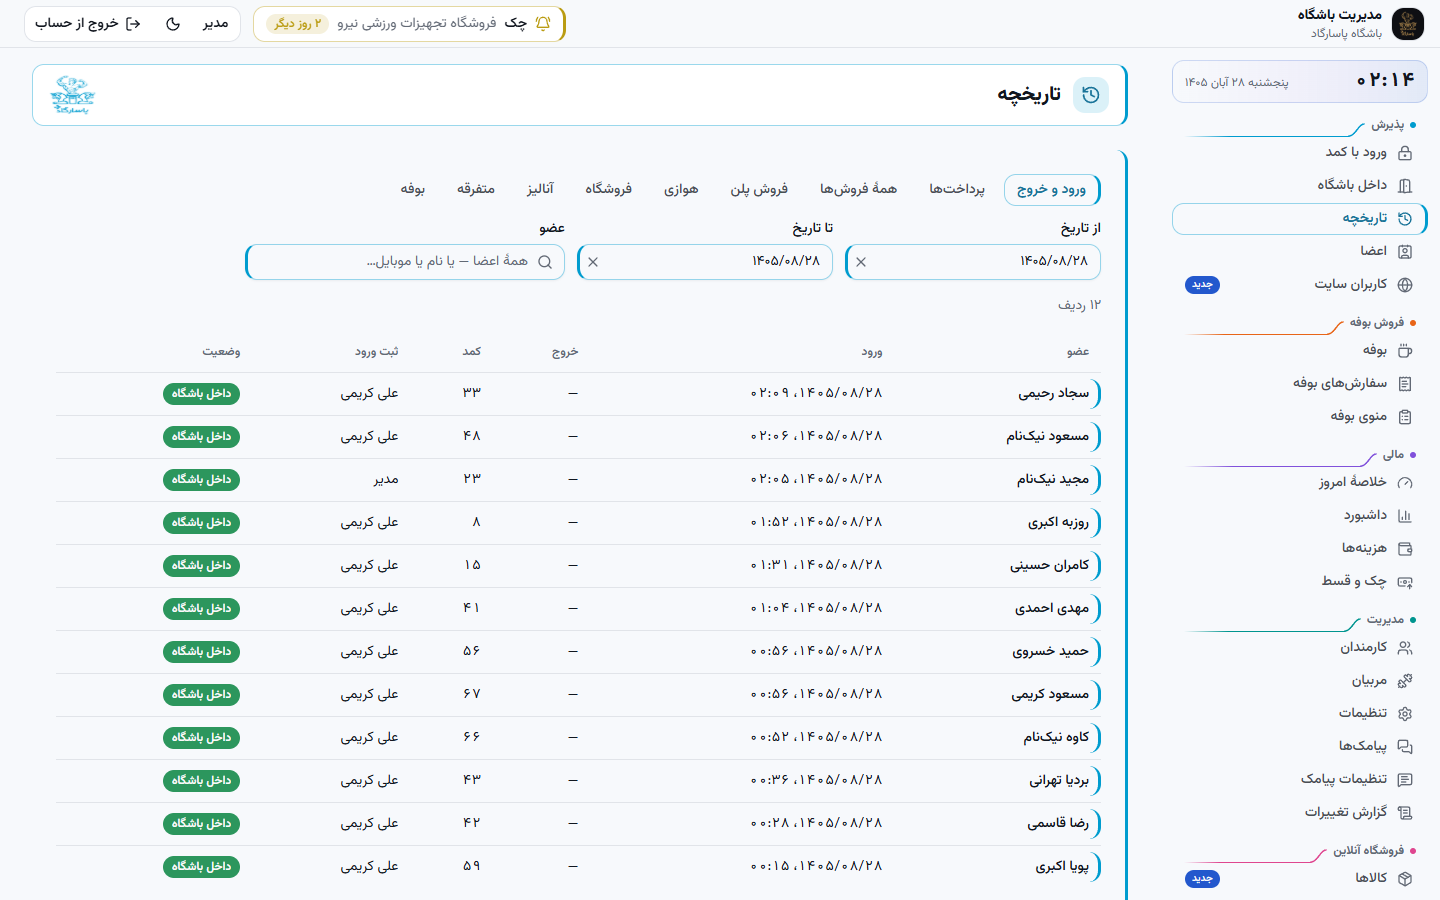 مدیریت باشگاه
باشگاه پاسارگاد
چک فروشگاه تجهیزات ورزشی نیرو ۲ روز دیگر
مدیر
خروج از حساب
۰۲:۱۴
پنجشنبه ۲۸ آبان ۱۴۰۵
پذیرش
ورود با کمد
داخل باشگاه
تاریخچه
اعضا
کاربران سایت جدید
فروش بوفه
بوفه
سفارش‌های بوفه
منوی بوفه
مالی
خلاصهٔ امروز
داشبورد
هزینه‌ها
چک و قسط
مدیریت
کارمندان
مربیان
تنظیمات
پیامک‌ها
تنظیمات پیامک
گزارش تغییرات
فروشگاه آنلاین
کالاها جدید
تاریخچه
پاسارگاد
ورود و خروج پرداخت‌ها همهٔ فروش‌ها فروش پلن هوازی فروشگاه آنالیز متفرقه بوفه
از تاریخ تا تاریخ عضو
۱۴۰۵/۰۸/۲۸ ۱۴۰۵/۰۸/۲۸ همهٔ اعضا — یا نام یا موبایل...
۱۲ ردیف
عضو ورود خروج کمد ثبت ورود وضعیت
سجاد رحیمی ۱۴۰۵/۰۸/۲۸، ۰۲:۰۹ — ۳۳ علی کریمی داخل باشگاه
مسعود نیک‌نام ۱۴۰۵/۰۸/۲۸، ۰۲:۰۶ — ۴۸ علی کریمی داخل باشگاه
مجید نیک‌نام ۱۴۰۵/۰۸/۲۸، ۰۲:۰۵ — ۲۳ مدیر داخل باشگاه
روزبه اکبری ۱۴۰۵/۰۸/۲۸، ۰۱:۵۲ — ۸ علی کریمی داخل باشگاه
کامران حسینی ۱۴۰۵/۰۸/۲۸، ۰۱:۳۱ — ۱۵ علی کریمی داخل باشگاه
مهدی احمدی ۱۴۰۵/۰۸/۲۸، ۰۱:۰۴ — ۴۱ علی کریمی داخل باشگاه
حمید خسروی ۱۴۰۵/۰۸/۲۸، ۰۰:۵۶ — ۵۶ علی کریمی داخل باشگاه
مسعود کریمی ۱۴۰۵/۰۸/۲۸، ۰۰:۵۶ — ۶۷ علی کریمی داخل باشگاه
کاوه نیک‌نام ۱۴۰۵/۰۸/۲۸، ۰۰:۵۲ — ۶۶ علی کریمی داخل باشگاه
بردیا تهرانی ۱۴۰۵/۰۸/۲۸، ۰۰:۳۶ — ۴۳ علی کریمی داخل باشگاه
رضا قاسمی ۱۴۰۵/۰۸/۲۸، ۰۰:۲۸ — ۴۲ علی کریمی داخل باشگاه
پویا اکبری ۱۴۰۵/۰۸/۲۸، ۰۰:۱۵ — ۵۹ علی کریمی داخل باشگاه